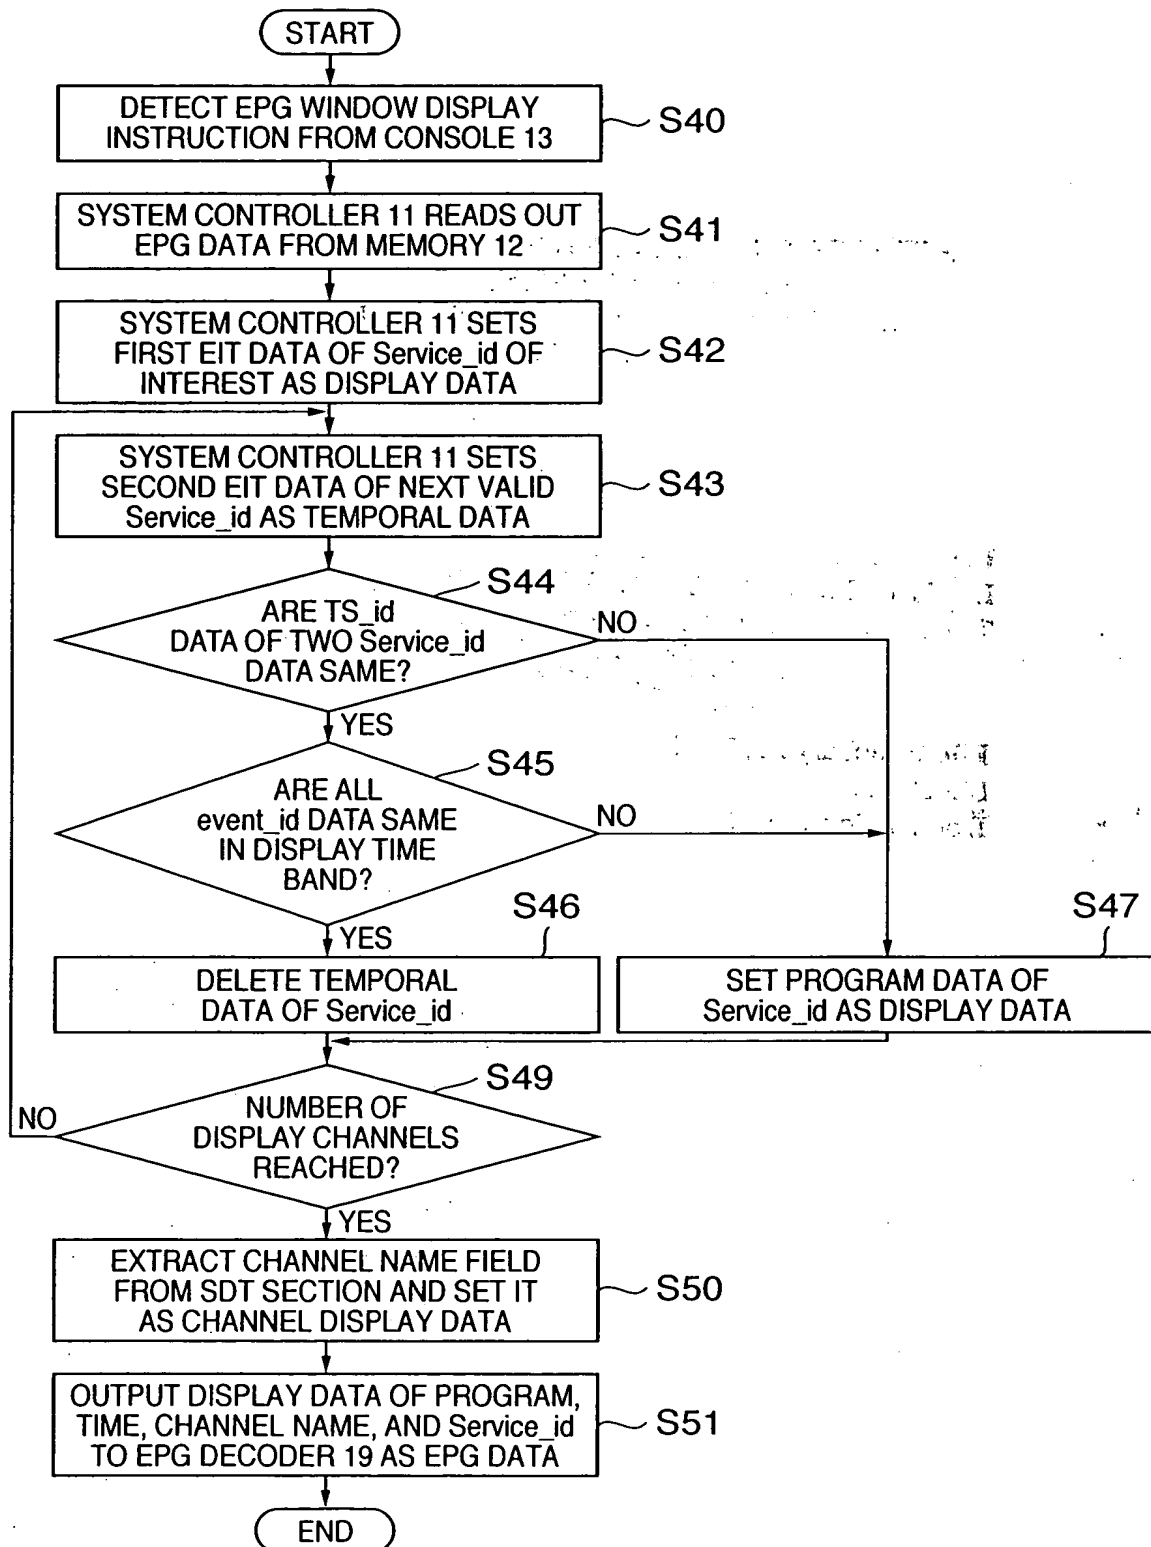 START
DETECT EPG WINDOW DISPLAY
INSTRUCTION FROM CONSOLE 13
S40
SYSTEM CONTROLLER 11 READS OUT
EPG DATA FROM MEMORY 12
S41
SYSTEM CONTROLLER 11 SETS
FIRST EIT DATA OF Service_id OF
INTEREST AS DISPLAY DATA
S42
SYSTEM CONTROLLER 11 SETS
SECOND EIT DATA OF NEXT VALID
Service_id AS TEMPORAL DATA
S43
S44
ARE TS_id
DATA OF TWO Service_id
DATA SAME?
NO
YES
S45
ARE ALL
event_id DATA SAME
IN DISPLAY TIME
BAND?
NO
YES
S46
DELETE TEMPORAL
DATA OF Service_id
S47
SET PROGRAM DATA OF
Service_id AS DISPLAY DATA
S49
NUMBER OF
DISPLAY CHANNELS
REACHED?
NO
YES
EXTRACT CHANNEL NAME FIELD
FROM SDT SECTION AND SET IT
AS CHANNEL DISPLAY DATA
S50
OUTPUT DISPLAY DATA OF PROGRAM,
TIME, CHANNEL NAME, AND Service_id
TO EPG DECODER 19 AS EPG DATA
S51
END